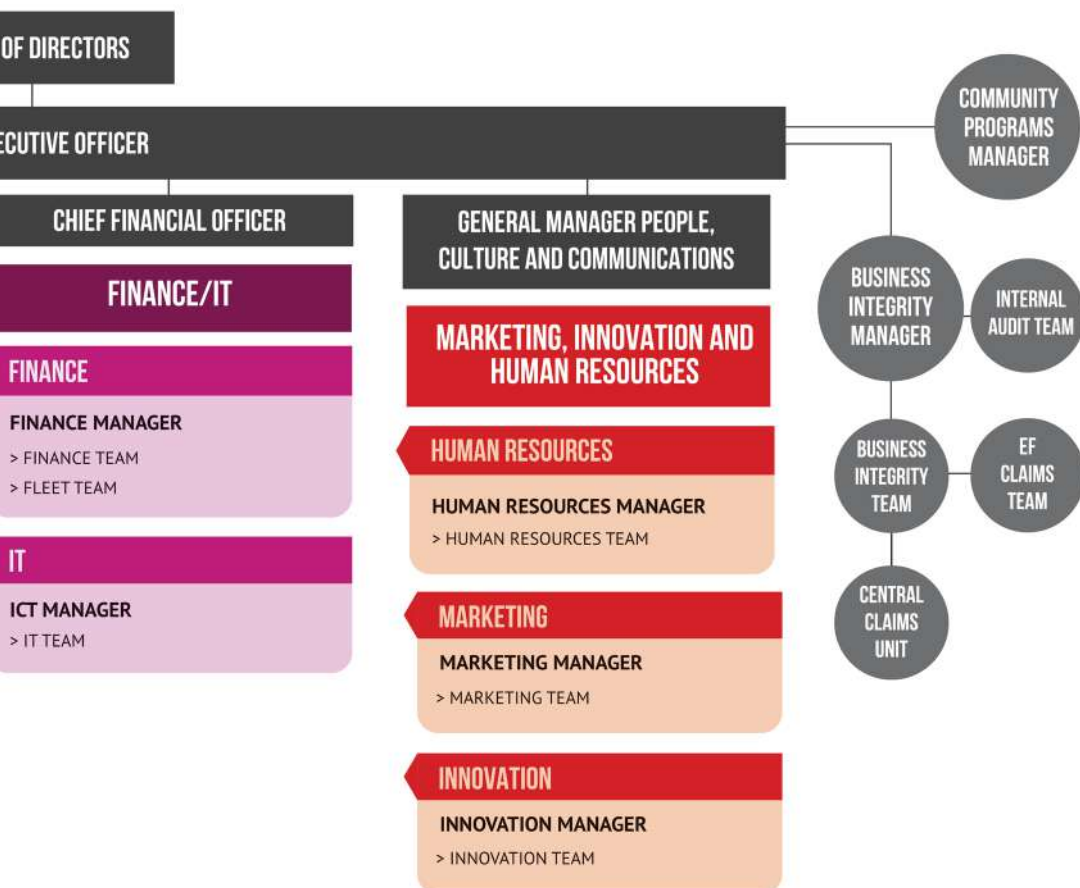 OF DIRECTORS
ECUTIVE OFFICER
CHIEF FINANCIAL OFFICER
FINANCE/IT
FINANCE
FINANCE MANAGER
> FINANCE TEAM
> FLEET TEAM
IT
ICT MANAGER
> IT TEAM
GENERAL MANAGER PEOPLE,
CULTURE AND COMMUNICATIONS
MARKETING, INNOVATION AND
HUMAN RESOURCES
HUMAN RESOURCES
HUMAN RESOURCES MANAGER
> HUMAN RESOURCES TEAM
MARKETING
MARKETING MANAGER
> MARKETING TEAM
INNOVATION
INNOVATION MANAGER
> INNOVATION TEAM
COMMUNITY
PROGRAMS
MANAGER
BUSINESS
INTEGRITY
MANAGER
INTERNAL
AUDIT TEAM
BUSINESS
INTEGRITY
TEAM
EF
CLAIMS
TEAM
CENTRAL
CLAIMS
UNIT